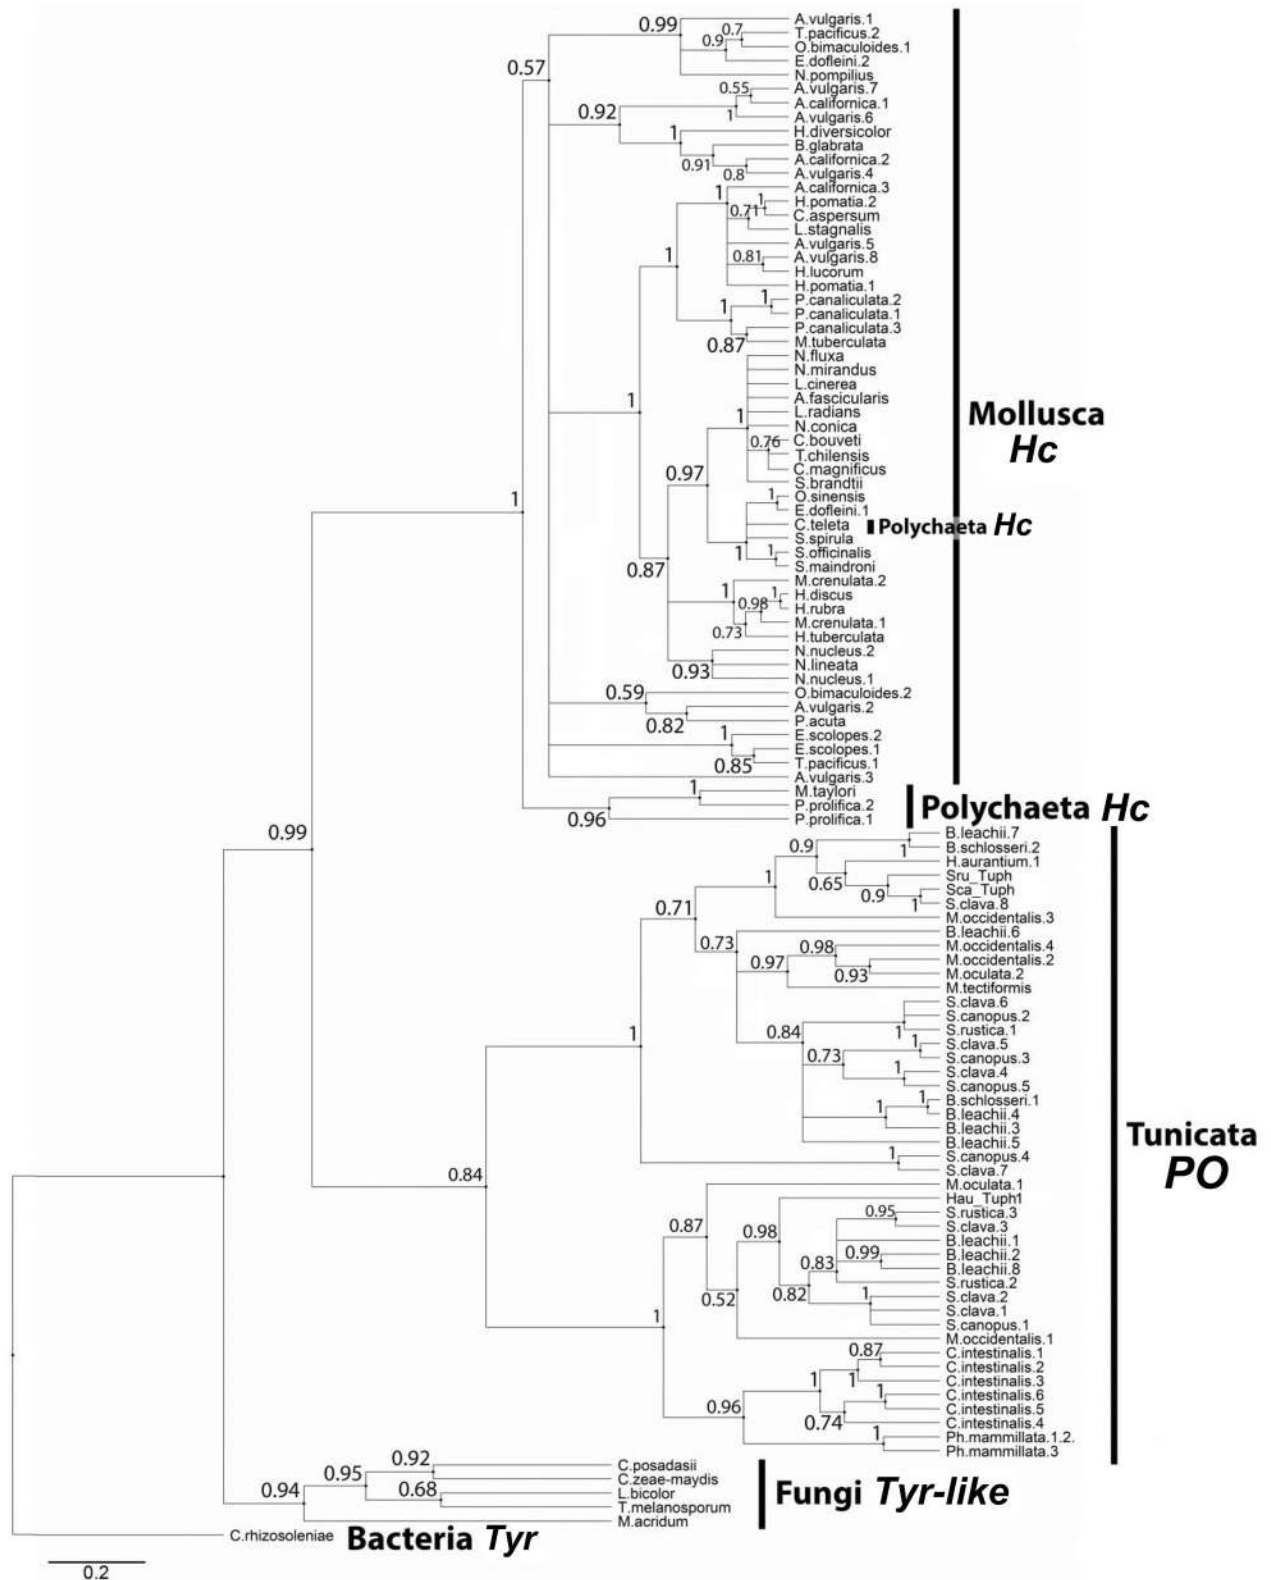 A.vulgaris.1
0.99
0.7
T.pacificus.2
0.9
O.bimaculoides.1
0.57
E.dofleini.2
N.pompilius
0.55
A.vulgaris.7
A.californica.1
0.92
1
A.vulgaris.6
1
H.diversicolor
B.glabrata
0.91
A.californica.2
0.8
A.vulgaris.4
1
A.californica.3
1
H.pomatia.2
0.71
C.aspersum
L.stagnalis
A.vulgaris.5
1
0.81
A.vulgaris.8
H.lucorum
H.pomatia.1
1
P.canaliculata.2
1
P.canaliculata.1
P.canaliculata.3
0.87
M.tuberculata
N.fluxa
N.mirandus
L.cinerea
1
A.fascicularis
1
L.radians
N.conica
0.76
C.bouveti
T.chilensis
0.97
C.magnificus
S.brandtii
1
O.sinensis
E.dofleini.1
C.teleta
S.spirula
1
1
S.officinalis
0.87
S.maindroni
M.crenulata.2
1
1
H.discus
0.98
H.rubra
M.crenulata.1
0.73
H.tuberculata
N.nucleus.2
0.93
N.lineata
N.nucleus.1
0.59
O.bimaculoides.2
A.vulgaris.2
0.82
P.acuta
1
E.scolopes.2
E.scolopes.1
0.85
T.pacificus.1
A.vulgaris.3
1
M.taylori
P.prolifica.2
0.96
P.prolifica.1
Mollusca
Hc
Polychaeta Hc
Polychaeta Hc
1
0.99
B.leachii.7
0.9
1
B.schlosseri.2
H.aurantium.1
1
0.65
Sru_Tuph
0.9
Sca_Tuph
1
S.clava.8
0.71
M.occidentalis.3
B.leachii.6
0.73
0.98
M.occidentalis.4
0.97
M.occidentalis.2
0.93
M.oculata.2
M.tectiformis
S.clava.6
S.canopus.2
0.84
1
S.rustica.1
1
1
S.clava.5
0.73
S.canopus.3
1
S.clava.4
S.canopus.5
1
B.schlosseri.1
1
B.leachii.4
B.leachii.3
B.leachii.5
1
S.canopus.4
S.clava.7
0.84
M.oculata.1
Hau_Tuph1
0.95
S.rustica.3
0.87
0.98
S.clava.3
B.leachii.1
0.83
0.99
B.leachii.2
B.leachii.8
0.52
0.82
S.rustica.2
1
S.clava.2
S.clava.1
1
S.canopus.1
M.occidentalis.1
0.87
C.intestinalis.1
C.intestinalis.2
1
1
C.intestinalis.3
1
C.intestinalis.6
0.96
C.intestinalis.5
0.74
C.intestinalis.4
1
Ph.mammillata.1.2.
Ph.mammillata.3
Tunicata
PO
0.92
C.posadasii
0.95
C.zeae-maydis
0.94
0.68
L.bicolor
T.melanosporum
M.acridum
Fungi Tyr-like
C.rhizosoleniae
Bacteria Tyr
0.2